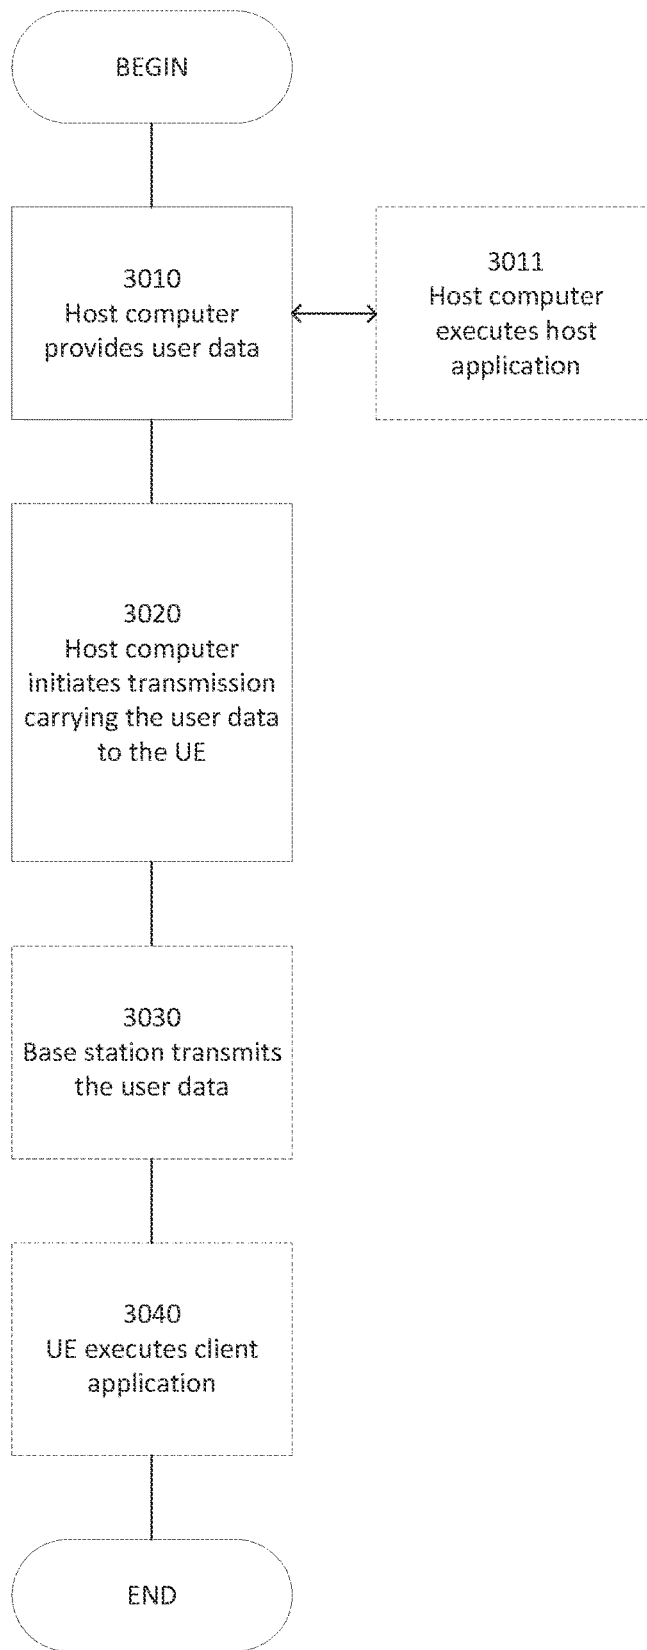 BEGIN
3010
Host computer
provides user data
3011
Host computer
executes host
application
3020
Host computer
initiates transmission
carrying the user data
to the UE
3030
Base station transmits
the user data
3040
UE executes client
application
END